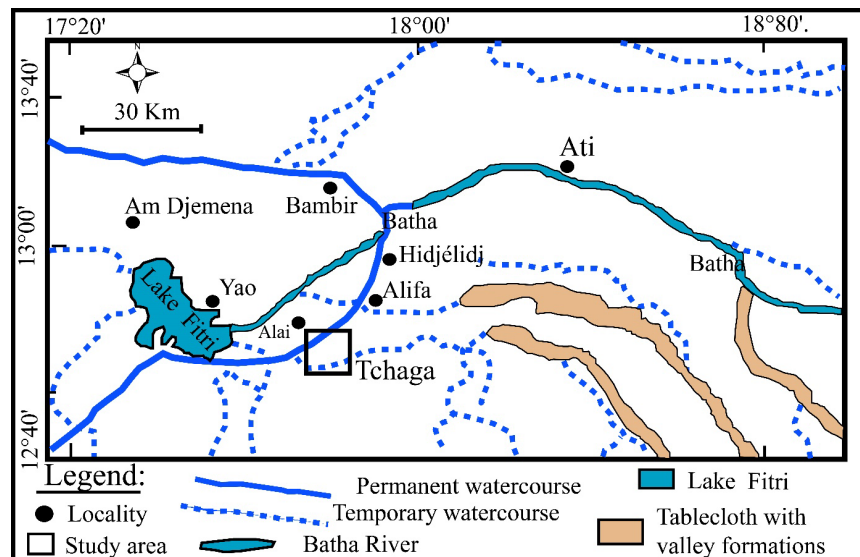 17°20' 18°00' 18°80'.
13°40'
N
30 Km
Ati
Am Djemena
Bambir
Batha
13°00'
Hidjélidj
Batha
Lake Fitri
Yao
Alifa
Alai
Tchaga
12°40'
Legend:
Permanent watercourse
Lake Fitri
Locality
Temporary watercourse
Tablecloth with
valley formations
Study area
Batha River